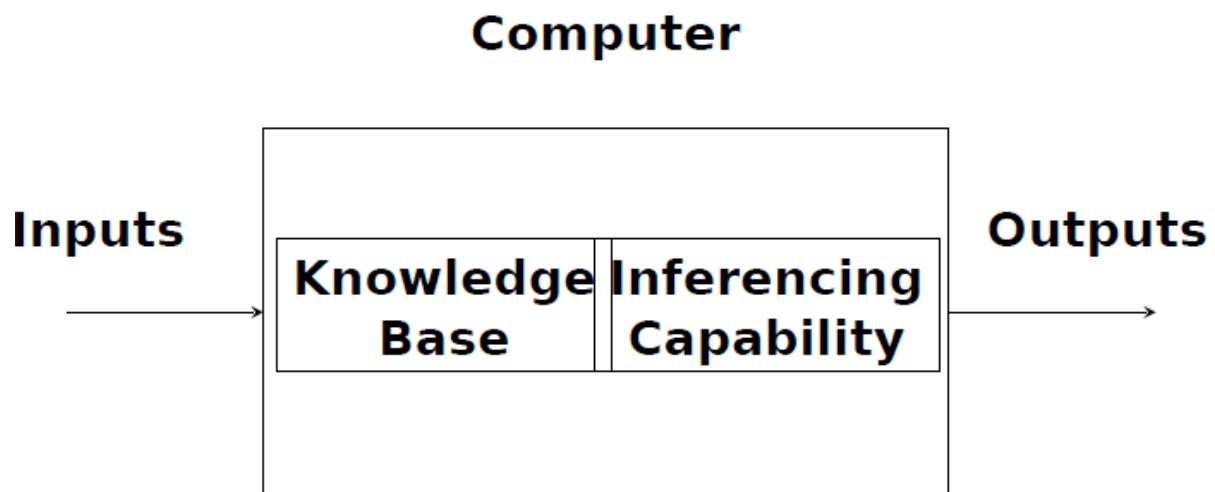 Computer
Inputs
Outputs
Knowledge
Base
Inferencing
Capability